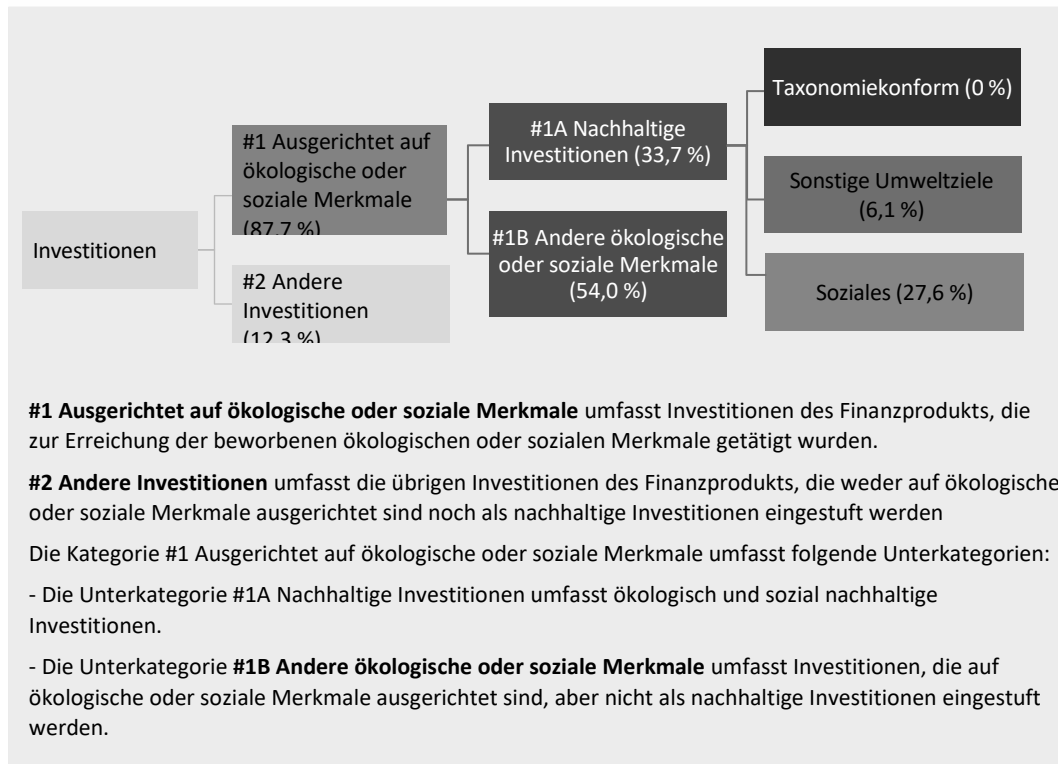 Investitionen
#1 Ausgerichtet auf
ökologische oder
soziale Merkmale
(87,7 %)
#2 Andere
Investitionen
(12,3 %)
#1A Nachhaltige
Investitionen (33,7 %)
#1B Andere ökologische
oder soziale Merkmale
(54,0 %)
Taxonomiekonform (0 %)
Sonstige Umweltziele
(6,1 %)
Soziales (27,6 %)
#1 Ausgerichtet auf ökologische oder soziale Merkmale umfasst Investitionen des Finanzprodukts, die
zur Erreichung der beworbenen ökologischen oder sozialen Merkmale getätigt wurden.
#2 Andere Investitionen umfasst die übrigen Investitionen des Finanzprodukts, die weder auf ökologische
oder soziale Merkmale ausgerichtet sind noch als nachhaltige Investitionen eingestuft werden
Die Kategorie #1 Ausgerichtet auf ökologische oder soziale Merkmale umfasst folgende Unterkategorien:
- Die Unterkategorie #1A Nachhaltige Investitionen umfasst ökologisch und sozial nachhaltige
Investitionen.
- Die Unterkategorie #1B Andere ökologische oder soziale Merkmale umfasst Investitionen, die auf
ökologische oder soziale Merkmale ausgerichtet sind, aber nicht als nachhaltige Investitionen eingestuft
werden.